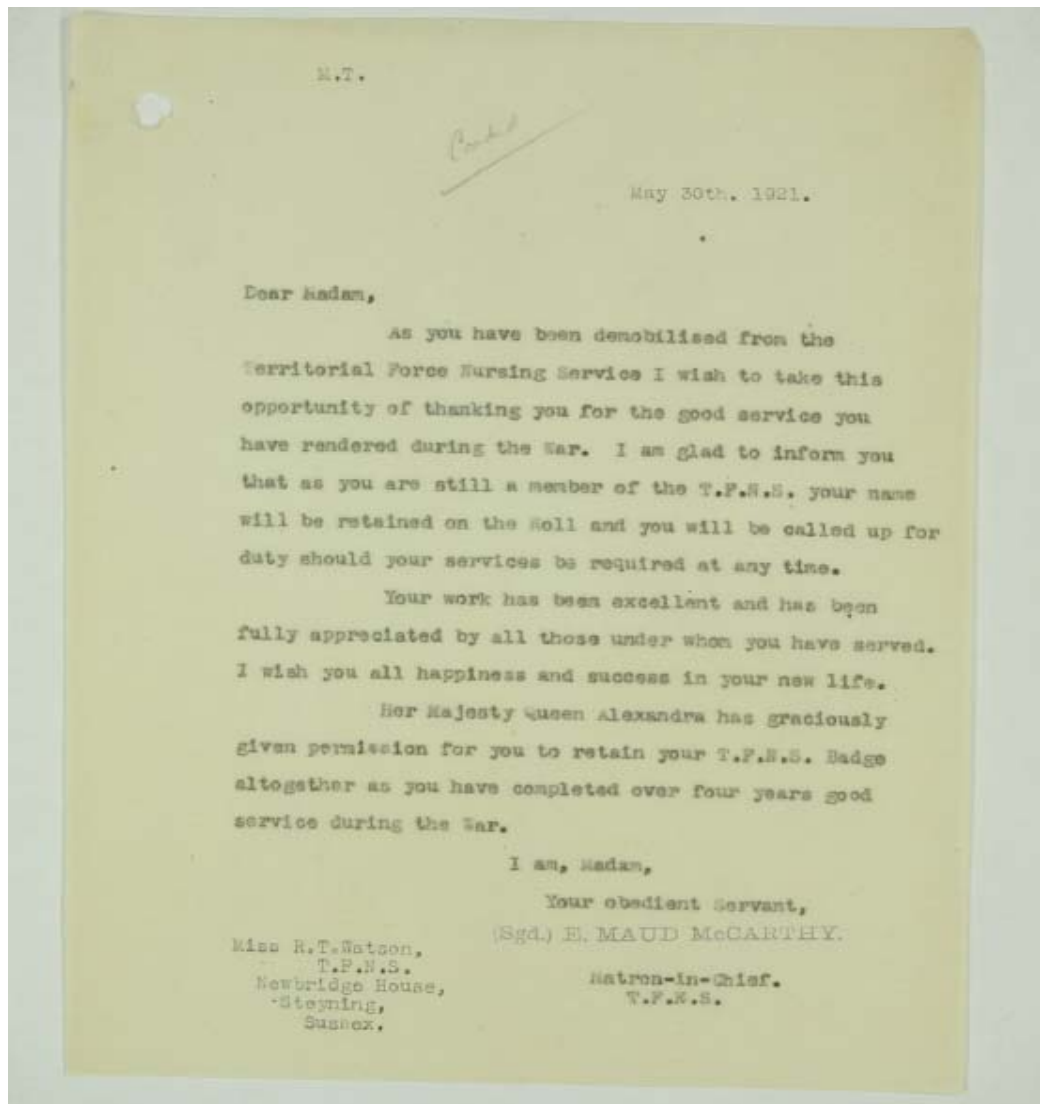 M.T.
May 30th. 1921.
Dear Madam,
As you have been demobilised from the
Territorial Force Nursing Service I wish to take this
opportunity of thanking you for the good service you
have rendered during the War. I am glad to inform you
that as you are still a member of the T.F.N.S. your name
will be retained on the Roll and you will be called up for
duty should your services be required at any time.
Your work has been excellent and has been
fully appreciated by all those under whom you have served.
I wish you all happiness and success in your new life.
Her Majesty Queen Alexandra has graciously
given permission for you to retain your T.F.N.S. Badge
altogether as you have completed over four years good
service during the War.
I am, Madam,
Your obedient Servant,
(Sgd.) E. MAUD McCARTHY.
Matron-in-Chief.
T.F.N.S.
Miss R.T.Watson,
T.F.N.S.
Newbridge House,
Steyning,
Sussex.